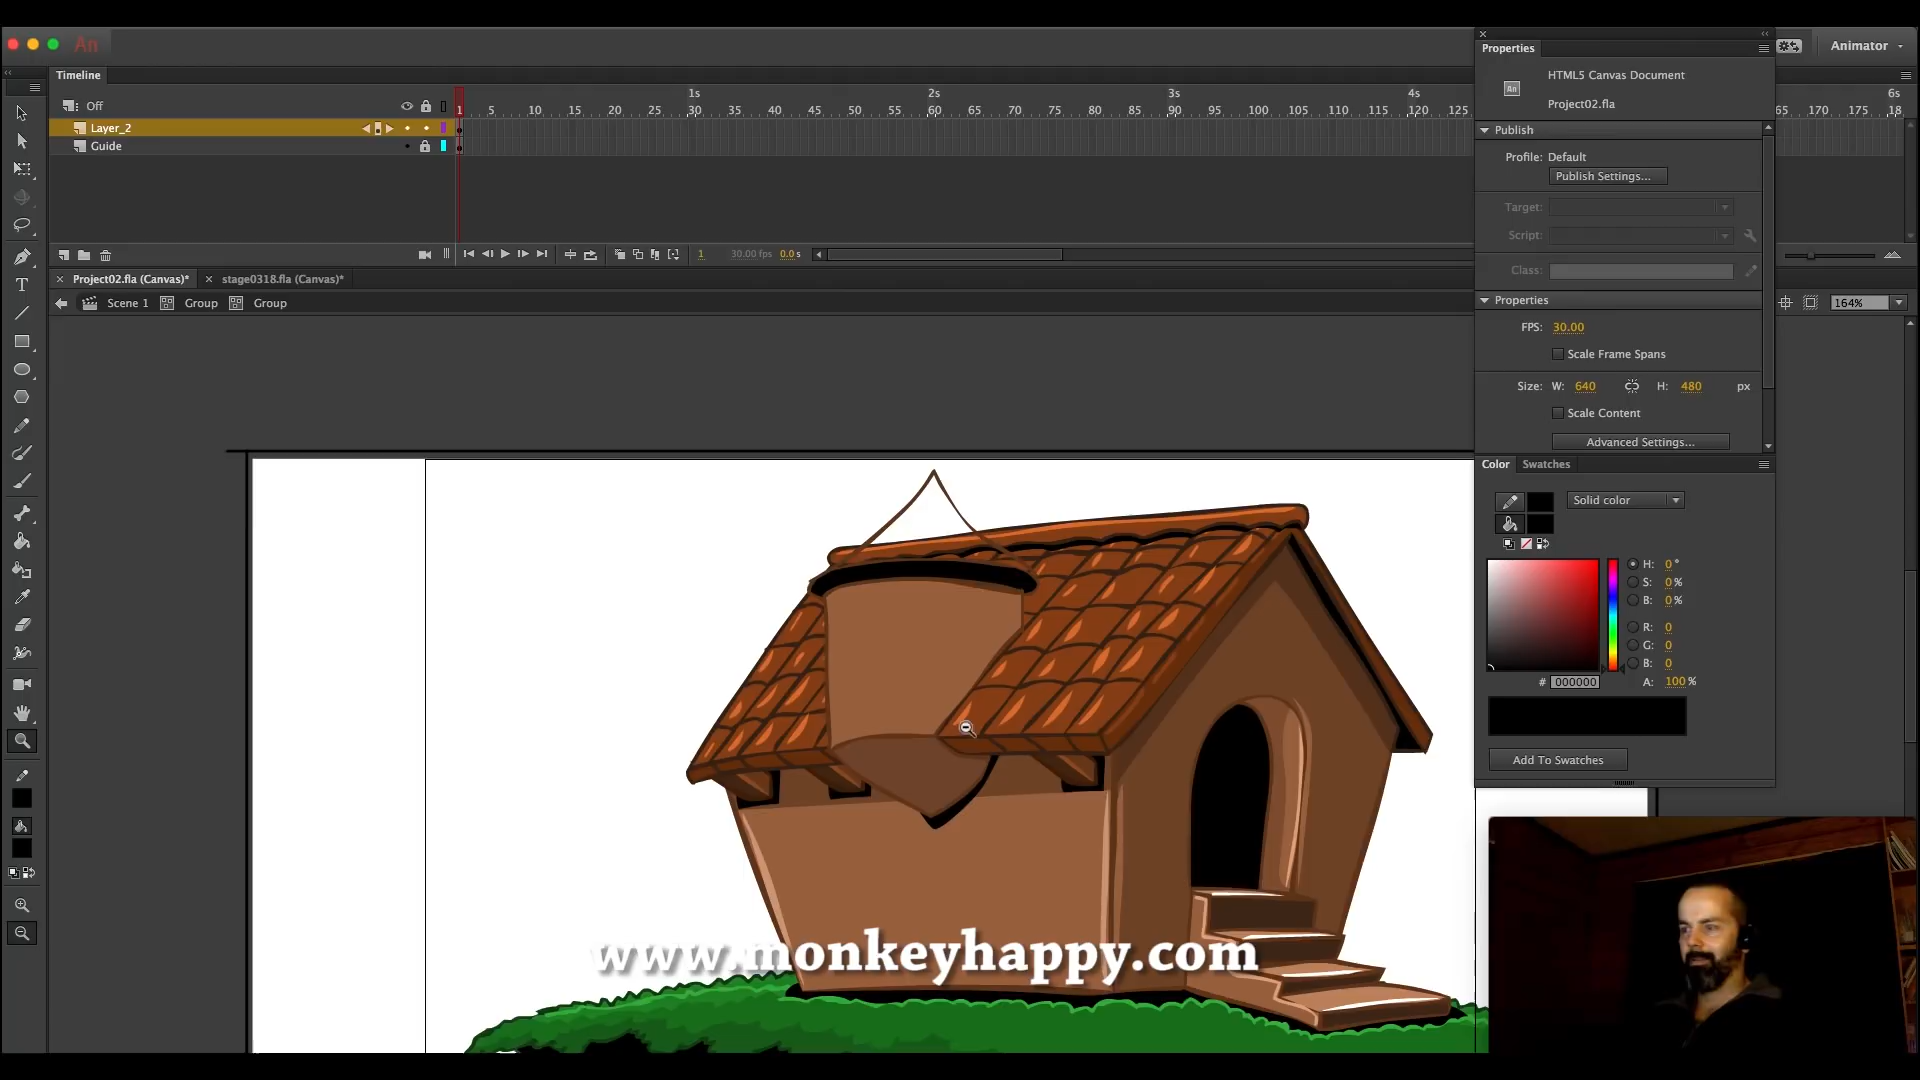 An
Animator
Timeline
Properties
HTML5 Canvas Document
Project02.fla
Off
1s 2s 3s 4s 6s
1 5 10 15 20 25 30 35 40 45 50 55 60 65 70 75 80 85 90 95 100 105 110 115 120 125 65 170 175 18
Layer_2
Guide
Publish
Profile: Default
Publish Settings...
Target:
Script:
Class:
1 30.00 fps 0.0 s
Project02.fla (Canvas)*
stage0318.fla (Canvas)*
Scene 1
Group
Group
164%
Properties
FPS: 30.00
Scale Frame Spans
Size: W: 640 H: 480 px
Scale Content
Advanced Settings...
Color
Swatches
Solid color
H: 0 °
S: 0 %
B: 0 %
R: 0
G: 0
B: 0
# 000000
A: 100 %
Add To Swatches
T
www.monkeyhappy.com